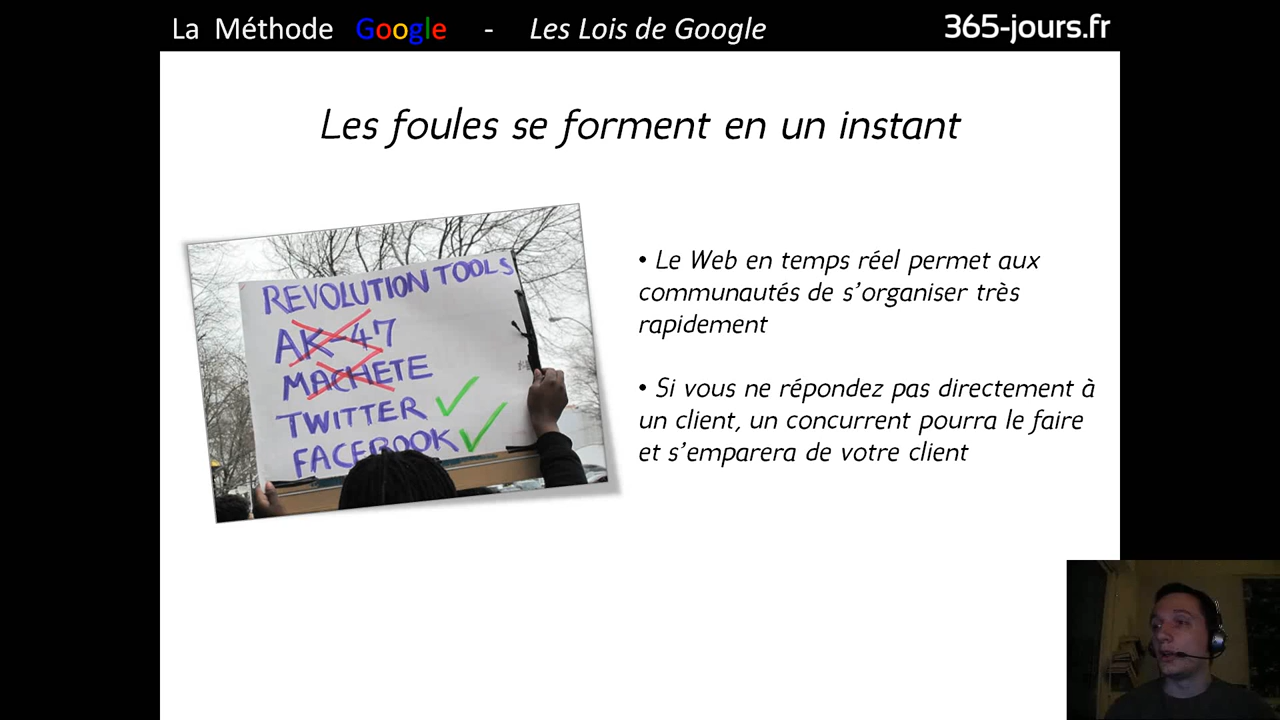 La Méthode Google - Les Lois de Google
365-jours.fr
Les foules se forment en un instant
REVOLUTION TOOLS
AK-47
MACHETE
TWITTER ✓
FACEBOOK ✓
• Le Web en temps réel permet aux
communautés de s'organiser très
rapidement
• Si vous ne répondez pas directement à
un client, un concurrent pourra le faire
et s'emparera de votre client